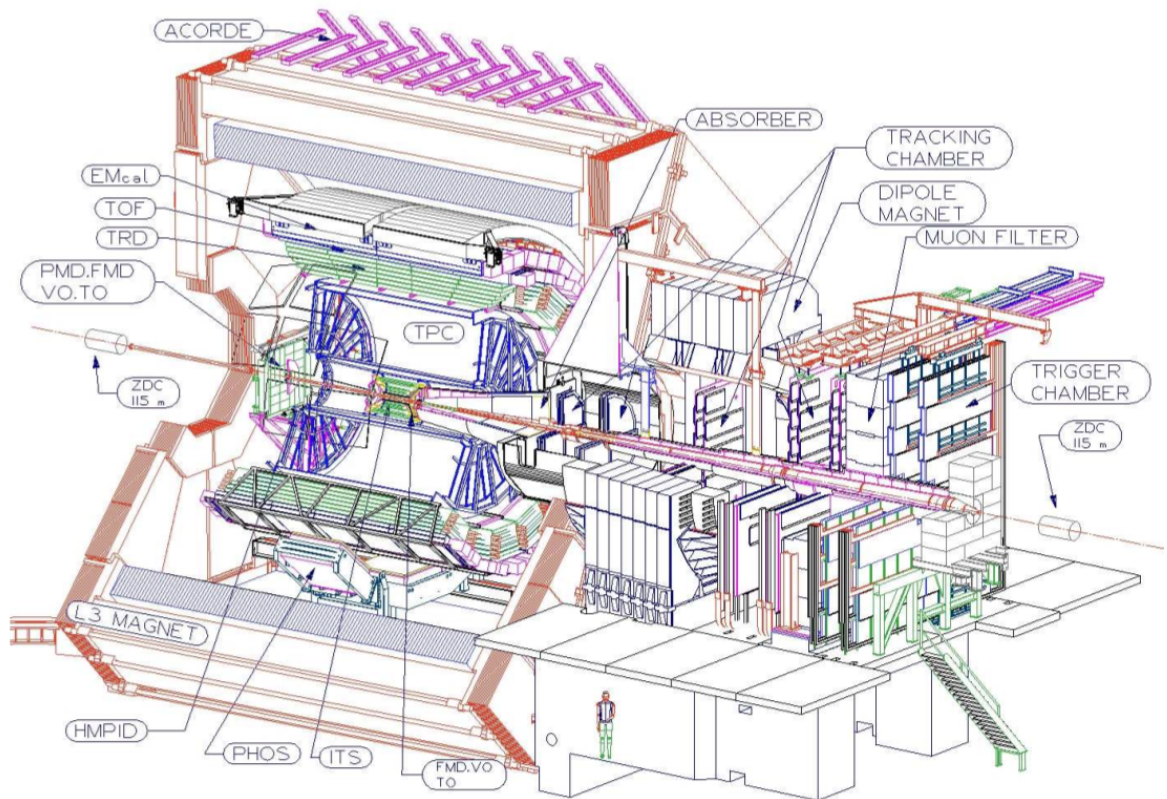 ACORDE
ABSORBER
TRACKING
CHAMBER
EMcal
DIPOLE
MAGNET
TOF
MUON FILTER
TRD
PMD.FMD
VO.TO
TPC
TRIGGER
CHAMBER
ZDC
115 m
ZDC
115 m
L3 MAGNET
HMPID
PHOS
ITS
FMD.VO
TO